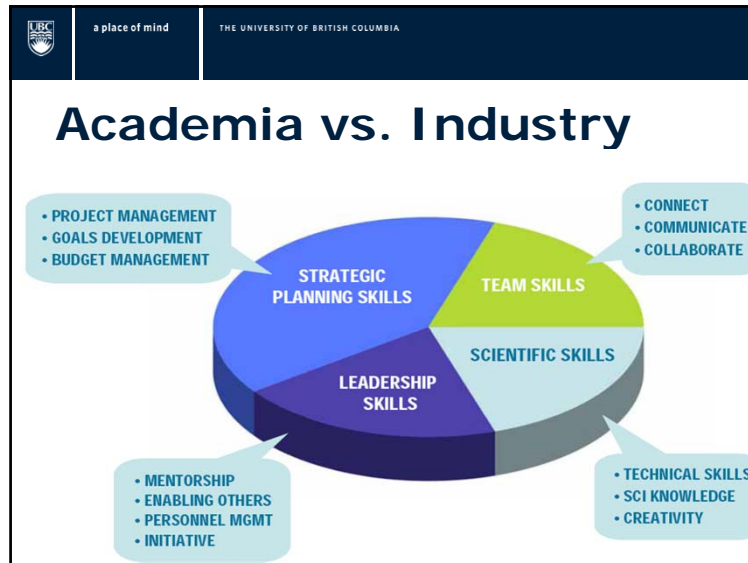 UBC
a place of mind
THE UNIVERSITY OF BRITISH COLUMBIA
Academia vs. Industry
• PROJECT MANAGEMENT
• GOALS DEVELOPMENT
• BUDGET MANAGEMENT
• CONNECT
• COMMUNICATE
• COLLABORATE
STRATEGIC
PLANNING SKILLS
TEAM SKILLS
SCIENTIFIC SKILLS
LEADERSHIP
SKILLS
• MENTORSHIP
• ENABLING OTHERS
• PERSONNEL MGMT
• INITIATIVE
• TECHNICAL SKILLS
• SCI KNOWLEDGE
• CREATIVITY